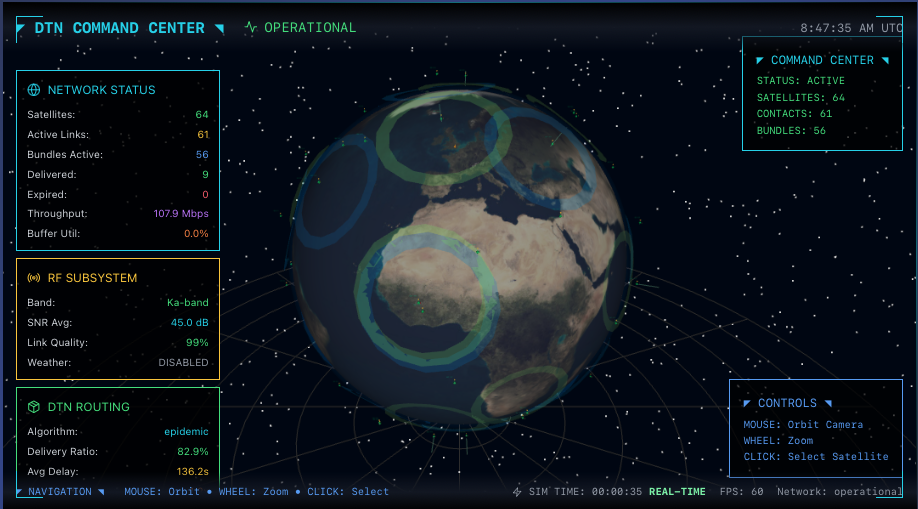 DTN COMMAND CENTER
OPERATIONAL
8:47:35 AM UTC
NETWORK STATUS
Satellites: 64
Active Links: 61
Bundles Active: 56
Delivered: 9
Expired: 0
Throughput: 107.9 Mbps
Buffer Util: 0.0%
RF SUBSYSTEM
Band: Ka-band
SNR Avg: 45.0 dB
Link Quality: 99%
Weather: DISABLED
DTN ROUTING
Algorithm: epidemic
Delivery Ratio: 82.9%
Avg Delay: 136.2s
COMMAND CENTER
STATUS: ACTIVE
SATELLITES: 64
CONTACTS: 61
BUNDLES: 56
CONTROLS
MOUSE: Orbit Camera
WHEEL: Zoom
CLICK: Select Satellite
NAVIGATION MOUSE: Orbit • WHEEL: Zoom • CLICK: Select
SIM TIME: 00:00:35 REAL-TIME FPS: 60 Network: operational